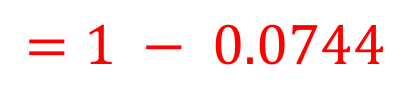 = 1 − 0.0744